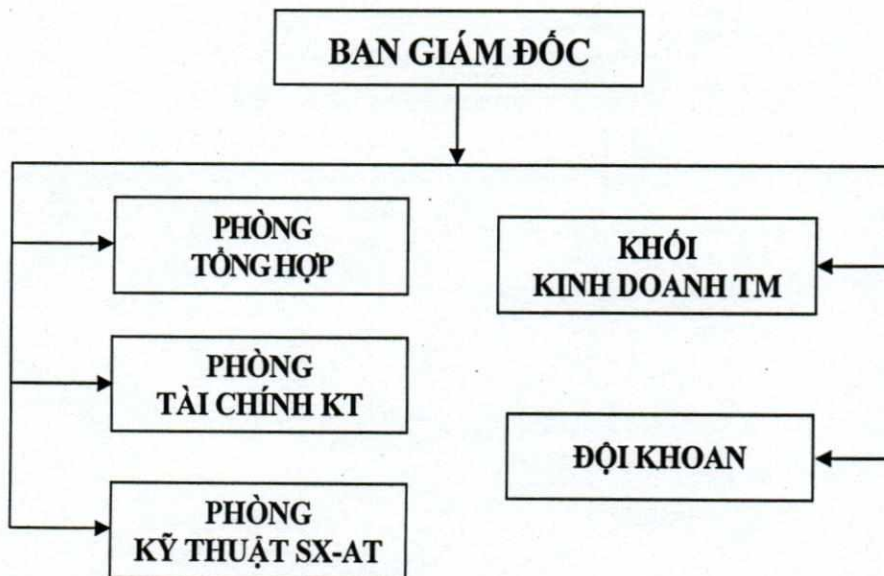 BAN GIÁM ĐỐC
PHÒNG
TỔNG HỢP
PHÒNG
TÀI CHÍNH KT
PHÒNG
KỸ THUẬT SX-AT
KHỐI
KINH DOANH TM
ĐỘI KHOAN